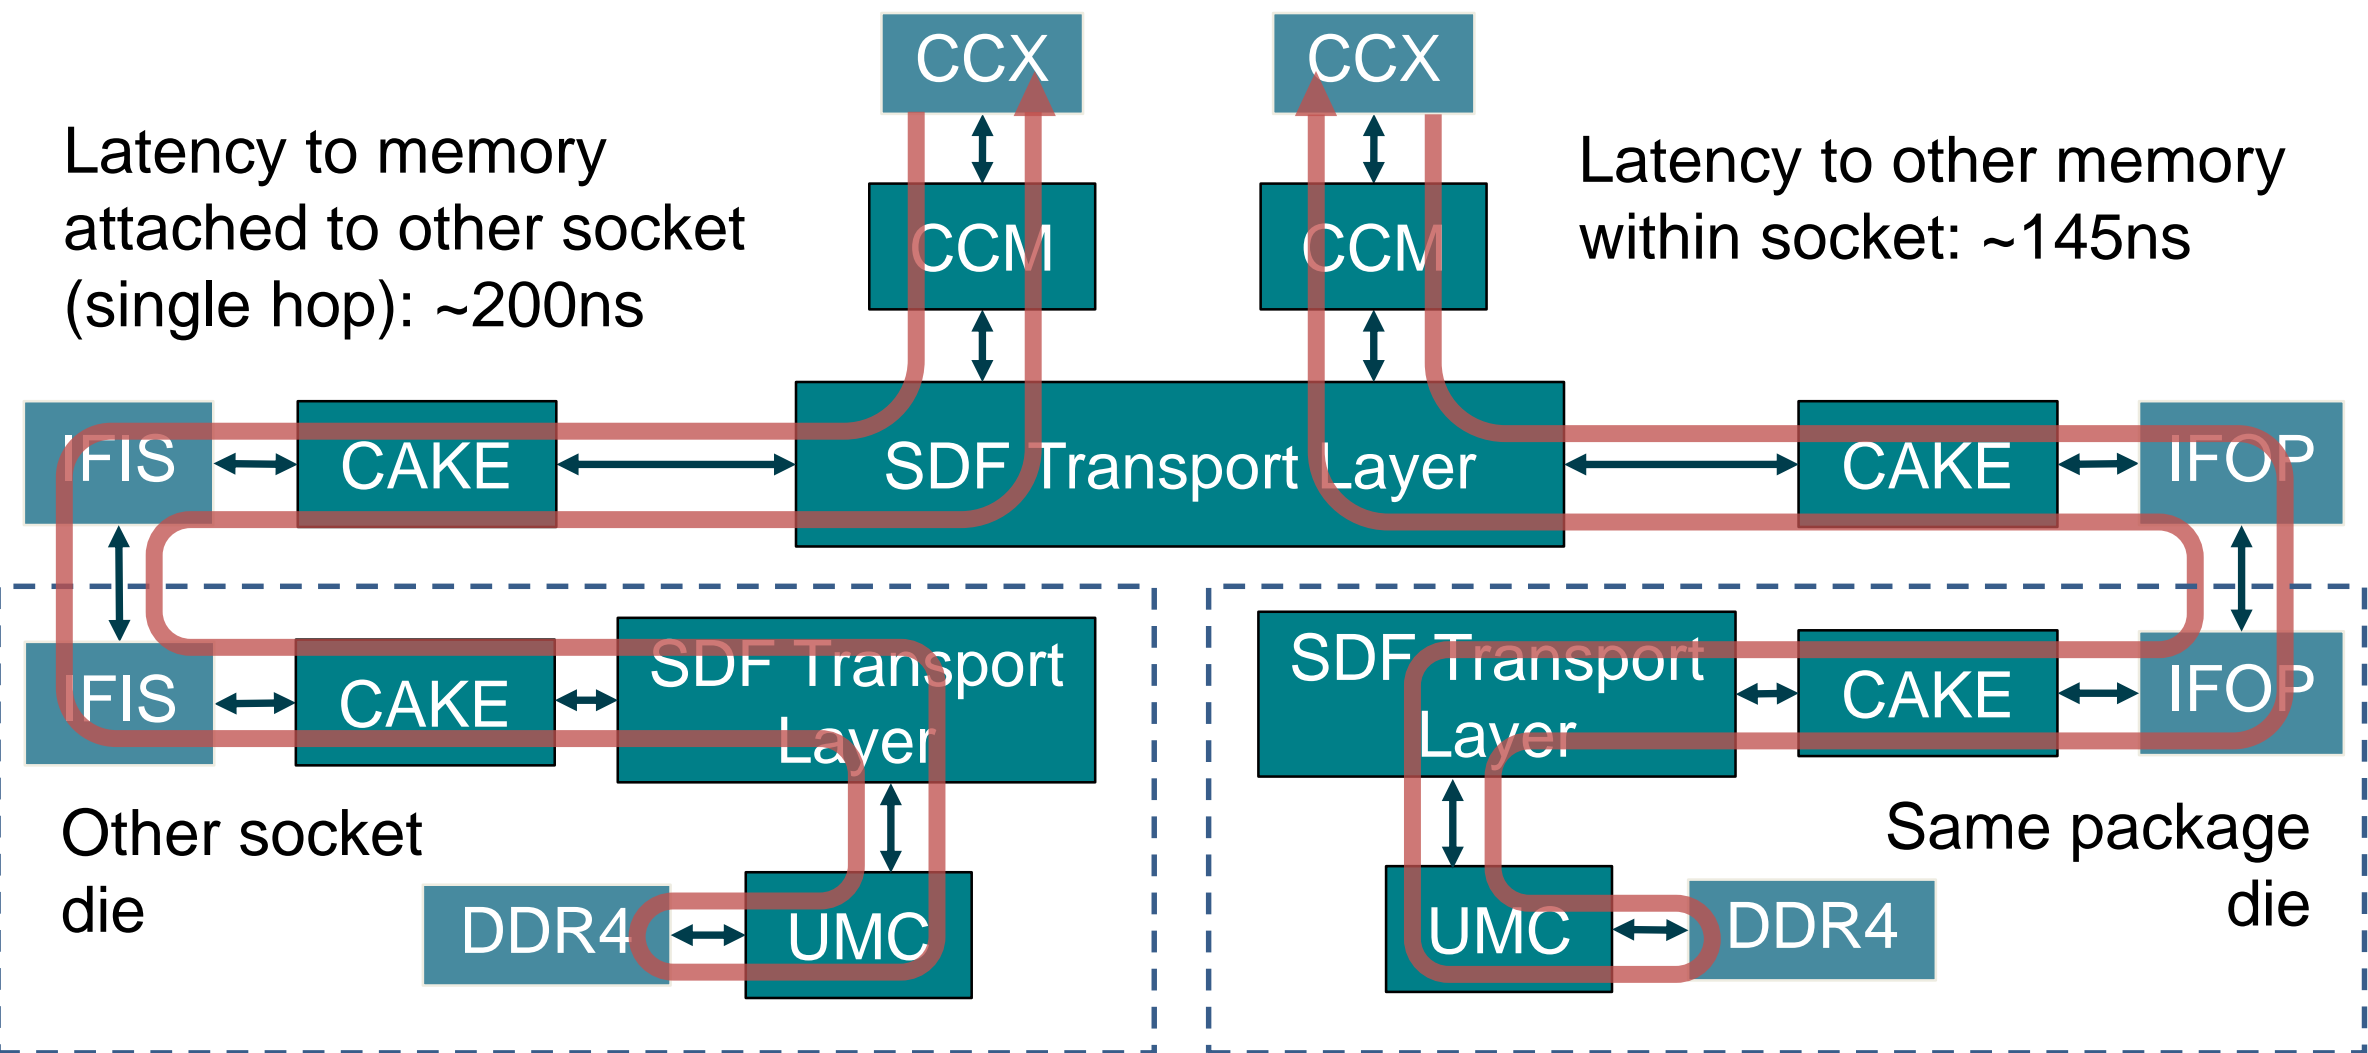 CCX
CCX
Latency to memory
attached to other socket
(single hop): ~200ns
Latency to other memory
within socket: ~145ns
CCM
CCM
IFIS
CAKE
SDF Transport Layer
CAKE
IFOP
IFIS
CAKE
SDF Transport
Layer
SDF Transport
Layer
CAKE
IFOP
Other socket
die
DDR4
UMC
UMC
DDR4
Same package
die